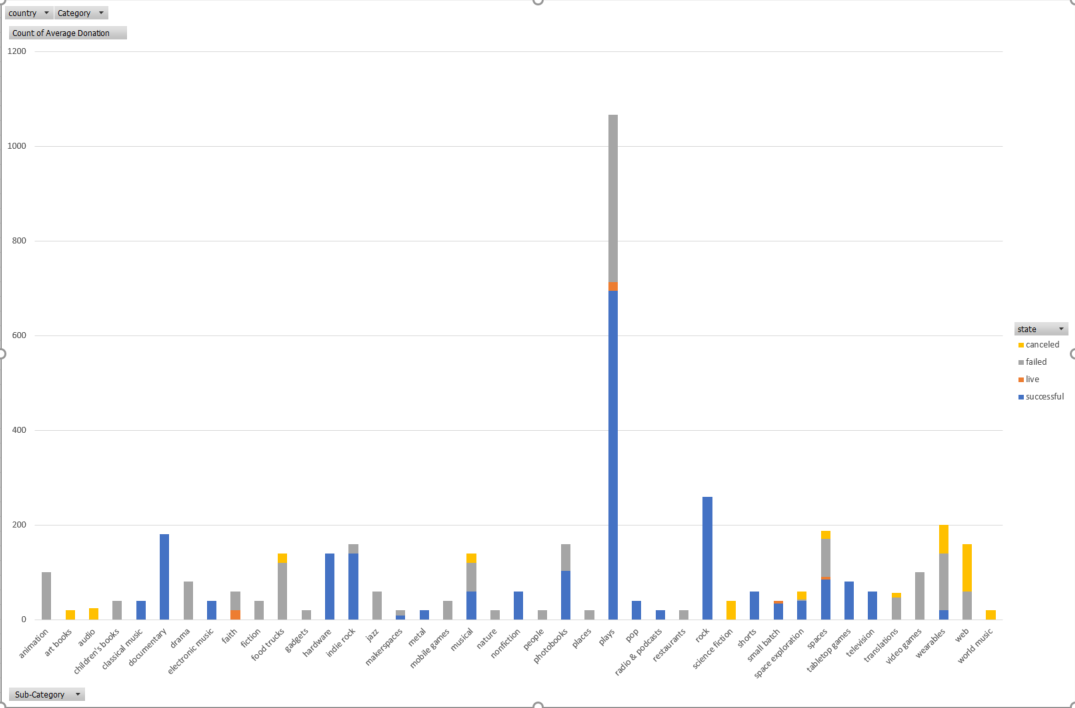 country Category
Count of Average Donation
1200
1000
800
600
400
200
0
animation
art books
audio
children's books
classical music
documentary
drama
electronic music
faith
fiction
food trucks
gadgets
hardware
indie rock
jazz
makerspaces
metal
mobile games
musical
nature
nonfiction
people
photobooks
places
plays
pop
radio & podcasts
restaurants
rock
science fiction
shorts
small batch
space exploration
spaces
tabletop games
television
translations
video games
wearables
web
world music
state
canceled
failed
live
successful
Sub-Category